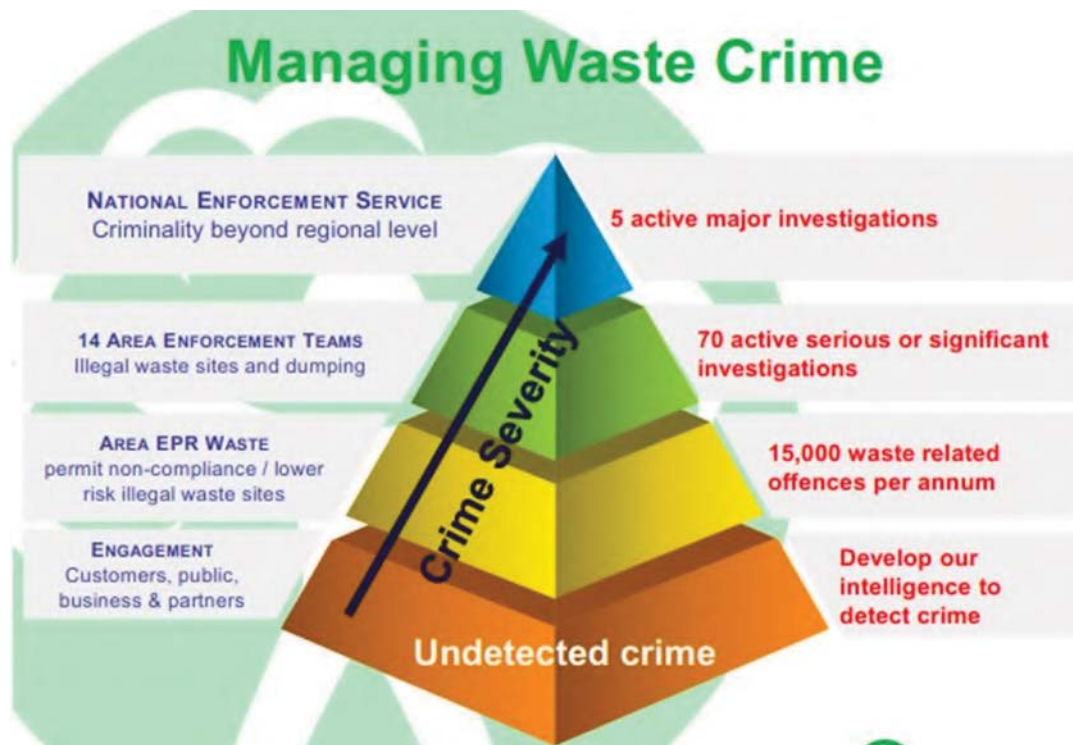 Managing Waste Crime
NATIONAL ENFORCEMENT SERVICE
Criminality beyond regional level
5 active major investigations
14 AREA ENFORCEMENT TEAMS
Illegal waste sites and dumping
70 active serious or significant
investigations
AREA EPR WASTE
permit non-compliance / lower
risk illegal waste sites
15,000 waste related
offences per annum
ENGAGEMENT
Customers, public,
business & partners
Develop our
intelligence to
detect crime
Crime Severity
Undetected crime